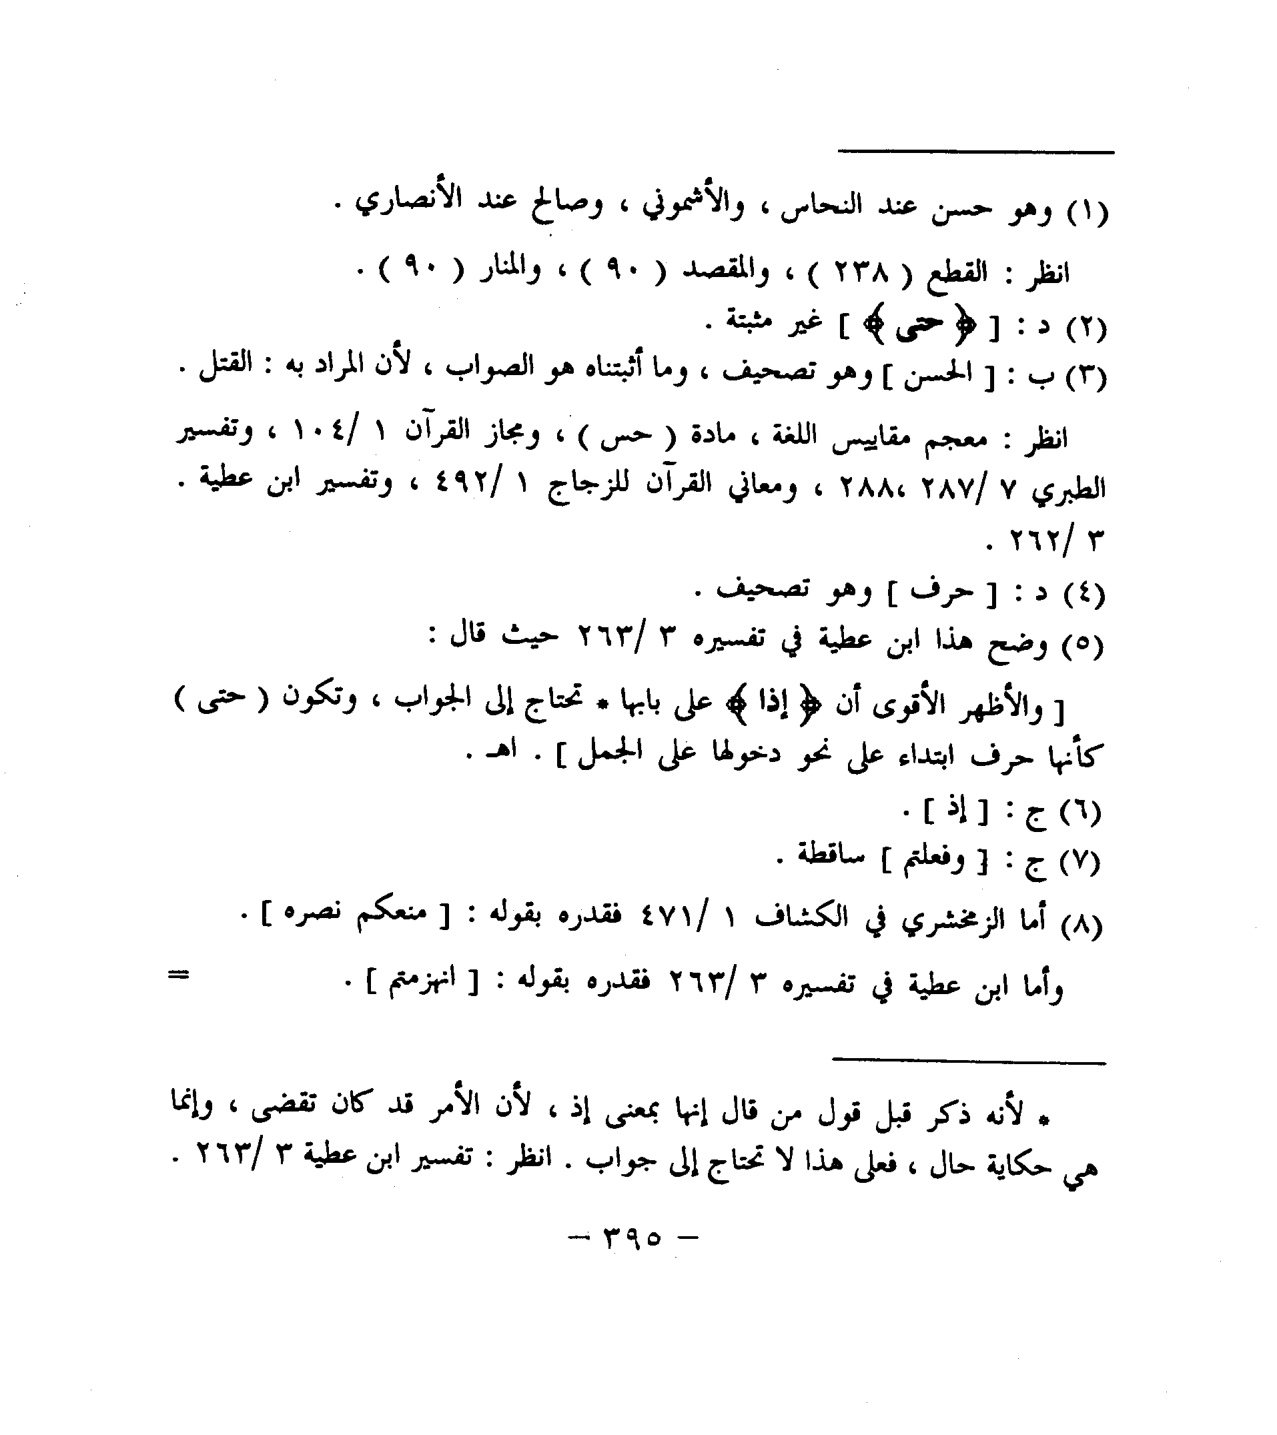 (١) وهو حسن عند النحاس ، والأشموني ، وصالح عند الأنصاري .
انظر : القطع ( ٢٣٨ ) ، والمقصد ( ٩٠ ) ، والمنار ( ٩٠ ) .
(٢) د : [ ﴿ حتى ﴾ ] غير مثبتة .
(٣) ب : [ الحسن ] وهو تصحيف ، وما أثبتناه هو الصواب ، لأن المراد به : القتل .
انظر : معجم مقاييس اللغة ، مادة ( حس ) ، ومجاز القرآن ١ /١٠٤ ، وتفسير
الطبري ٧ /٢٨٧ ،٢٨٨ ، ومعاني القرآن للزجاج ١ /٤٩٢ ، وتفسير ابن عطية .
٣ /٢٦٢ .
(٤) د : [ حرف ] وهو تصحيف .
(٥) وضح هذا ابن عطية في تفسيره ٣ /٢٦٣ حيث قال :
[ والأظهر الأقوى أن ﴿ إذا ﴾ على بابها * تحتاج إلى الجواب ، وتكون ( حتى )
كأنها حرف ابتداء على نحو دخولها على الجمل ] . اهـ .
(٦) ج : [ إذ ] .
(٧) ج : [ وفعلتم ] ساقطة .
(٨) أما الزمخشري في الكشاف ١ /٤٧١ فقدره بقوله : [ منعكم نصره ] .
وأما ابن عطية في تفسيره ٣ /٢٦٣ فقدره بقوله : [ انهزمتم ] . =
* لأنه ذكر قبل قول من قال إنها بمعنى إذ ، لأن الأمر قد كان تقضى ، وإنما
هي حكاية حال ، فعلى هذا لا تحتاج إلى جواب . انظر : تفسير ابن عطية ٣ /٢٦٣ .
– ٣٩٥ –